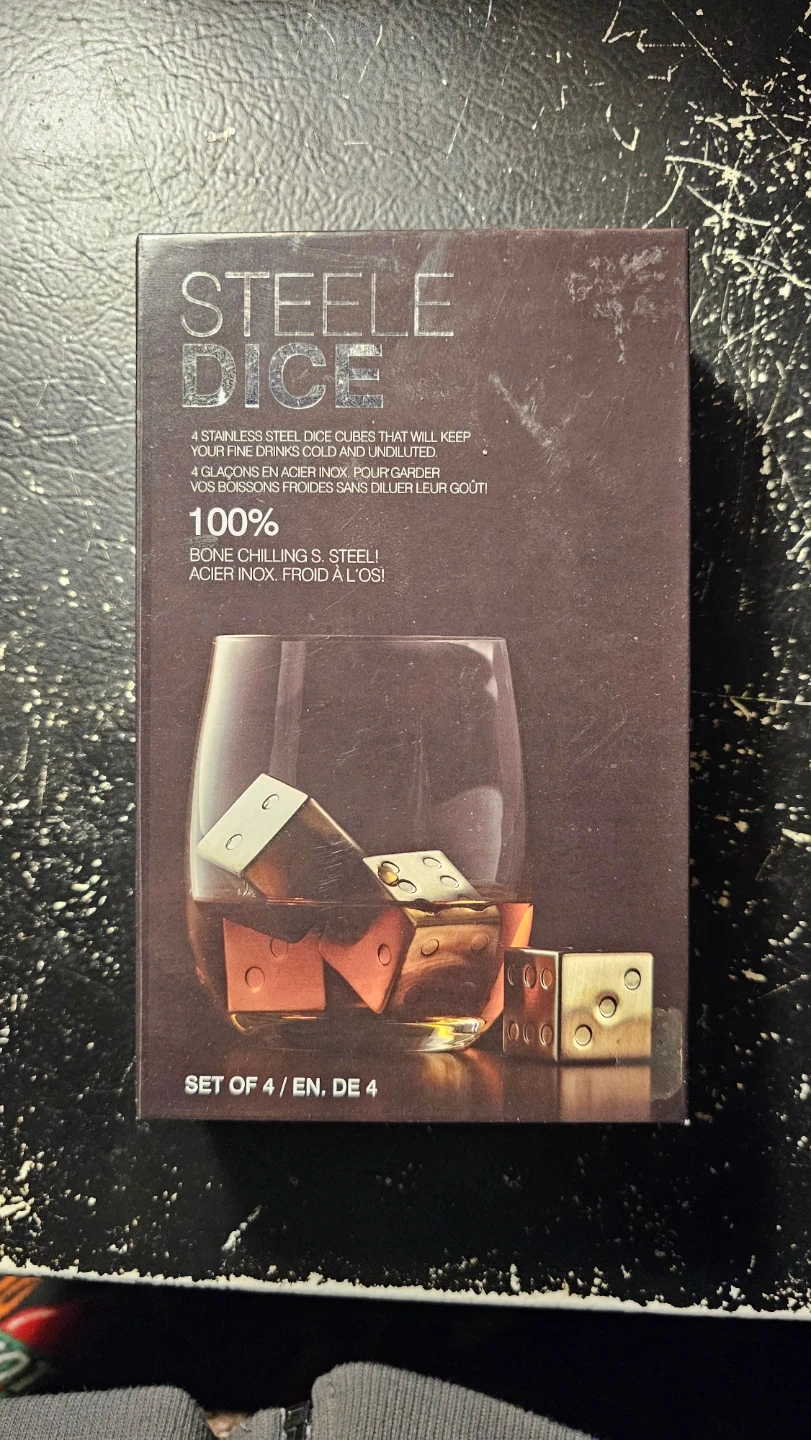 STEELE
DICE
4 STAINLESS STEEL DICE CUBES THAT WILL KEEP
YOUR FINE DRINKS COLD AND UNDILUTED.
4 GLAÇONS EN ACIER INOX. POUR GARDER
VOS BOISSONS FROIDES SANS DILUER LEUR GOÛT!
100%
BONE CHILLING S. STEEL!
ACIER INOX. FROID À L'OS!
SET OF 4 / EN. DE 4